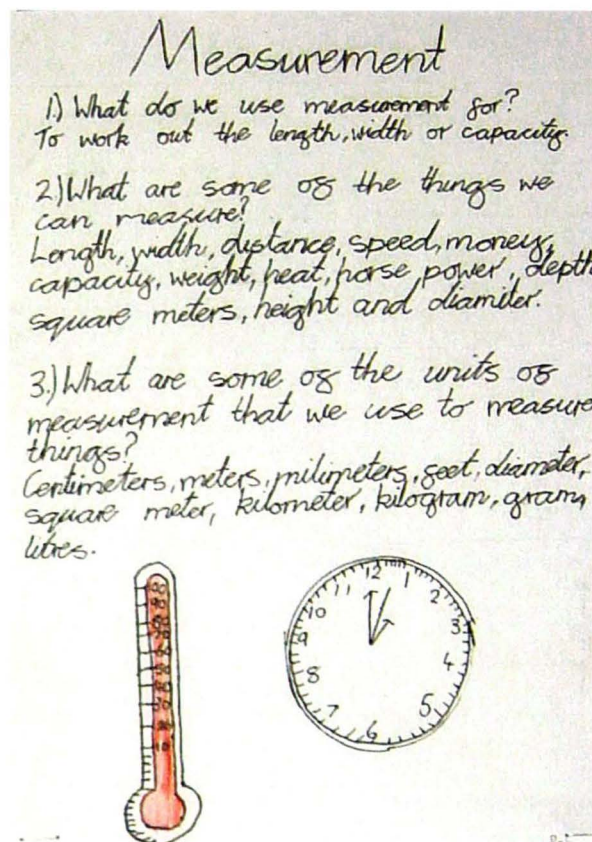 Measurement
1.) What do we use measurement for?
To work out the length, width or capacity.
2.) What are some of the things we
can measure?
Length, width, distance, speed, money,
capacity, weight, heat, horse power, depth
square meters, height and diamiter.
3.) What are some of the units of
measurement that we use to measure
things?
Centimeters, meters, milimeters, feet, diameter,
square meter, kilometer, kilogram, gram,
litres.
12
11 1
10 2
9 3
8 4
7 5
6